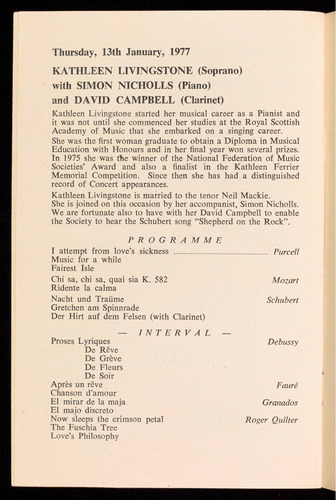 Thursday, 13th January, 1977
KATHLEEN LIVINGSTONE (Soprano)
with SIMON NICHOLLS (Piano)
and DAVID CAMPBELL (Clarinet)
Kathleen Livingstone started her musical career as a Pianist and
it was not until she commenced her studies at the Royal Scottish
Academy of Music that she embarked on a singing career.
She was the first woman graduate to obtain a Diploma in Musical
Education with Honours and in her final year won several prizes.
In 1975 she was the winner of the National Federation of Music
Societies' Award and also a finalist in the Kathleen Ferrier
Memorial Competition. Since then she has had a distinguished
record of Concert appearances.
Kathleen Livingstone is married to the tenor Neil Mackie.
She is joined on this occasion by her accompanist, Simon Nicholls.
We are fortunate also to have with her David Campbell to enable
the Society to hear the Schubert song "Shepherd on the Rock".
PROGRAMME
I attempt from love's sickness Purcell
Music for a while
Fairest Isle
Chi sa, chi sa, quai sia K. 582 Mozart
Ridente la calma
Nacht und Traüme Schubert
Gretchen am Spinnrade
Der Hirt auf dem Felsen (with Clarinet)
— INTERVAL —
Proses Lyriques Debussy
De Rêve
De Grève
De Fleurs
De Soir
Après un rêve Fauré
Chanson d'amour
El mirar de la maja Granados
El majo discreto
Now sleeps the crimson petal Roger Quilter
The Fuschia Tree
Love's Philosophy